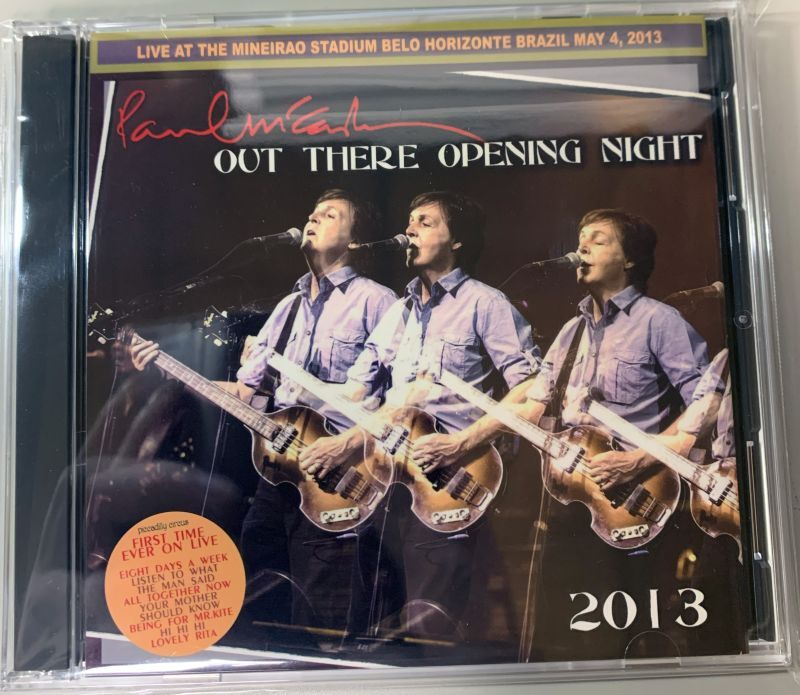 LIVE AT THE MINEIRAO STADIUM BELO HORIZONTE BRAZIL MAY 4, 2013
Paul McCartney
OUT THERE OPENING NIGHT
piccadilly circus
FIRST TIME
EVER ON LIVE
EIGHT DAYS A WEEK
LISTEN TO WHAT
THE MAN SAID
ALL TOGETHER NOW
YOUR MOTHER
SHOULD KNOW
BEING FOR MR.KITE
HI HI HI
LOVELY RITA
2013